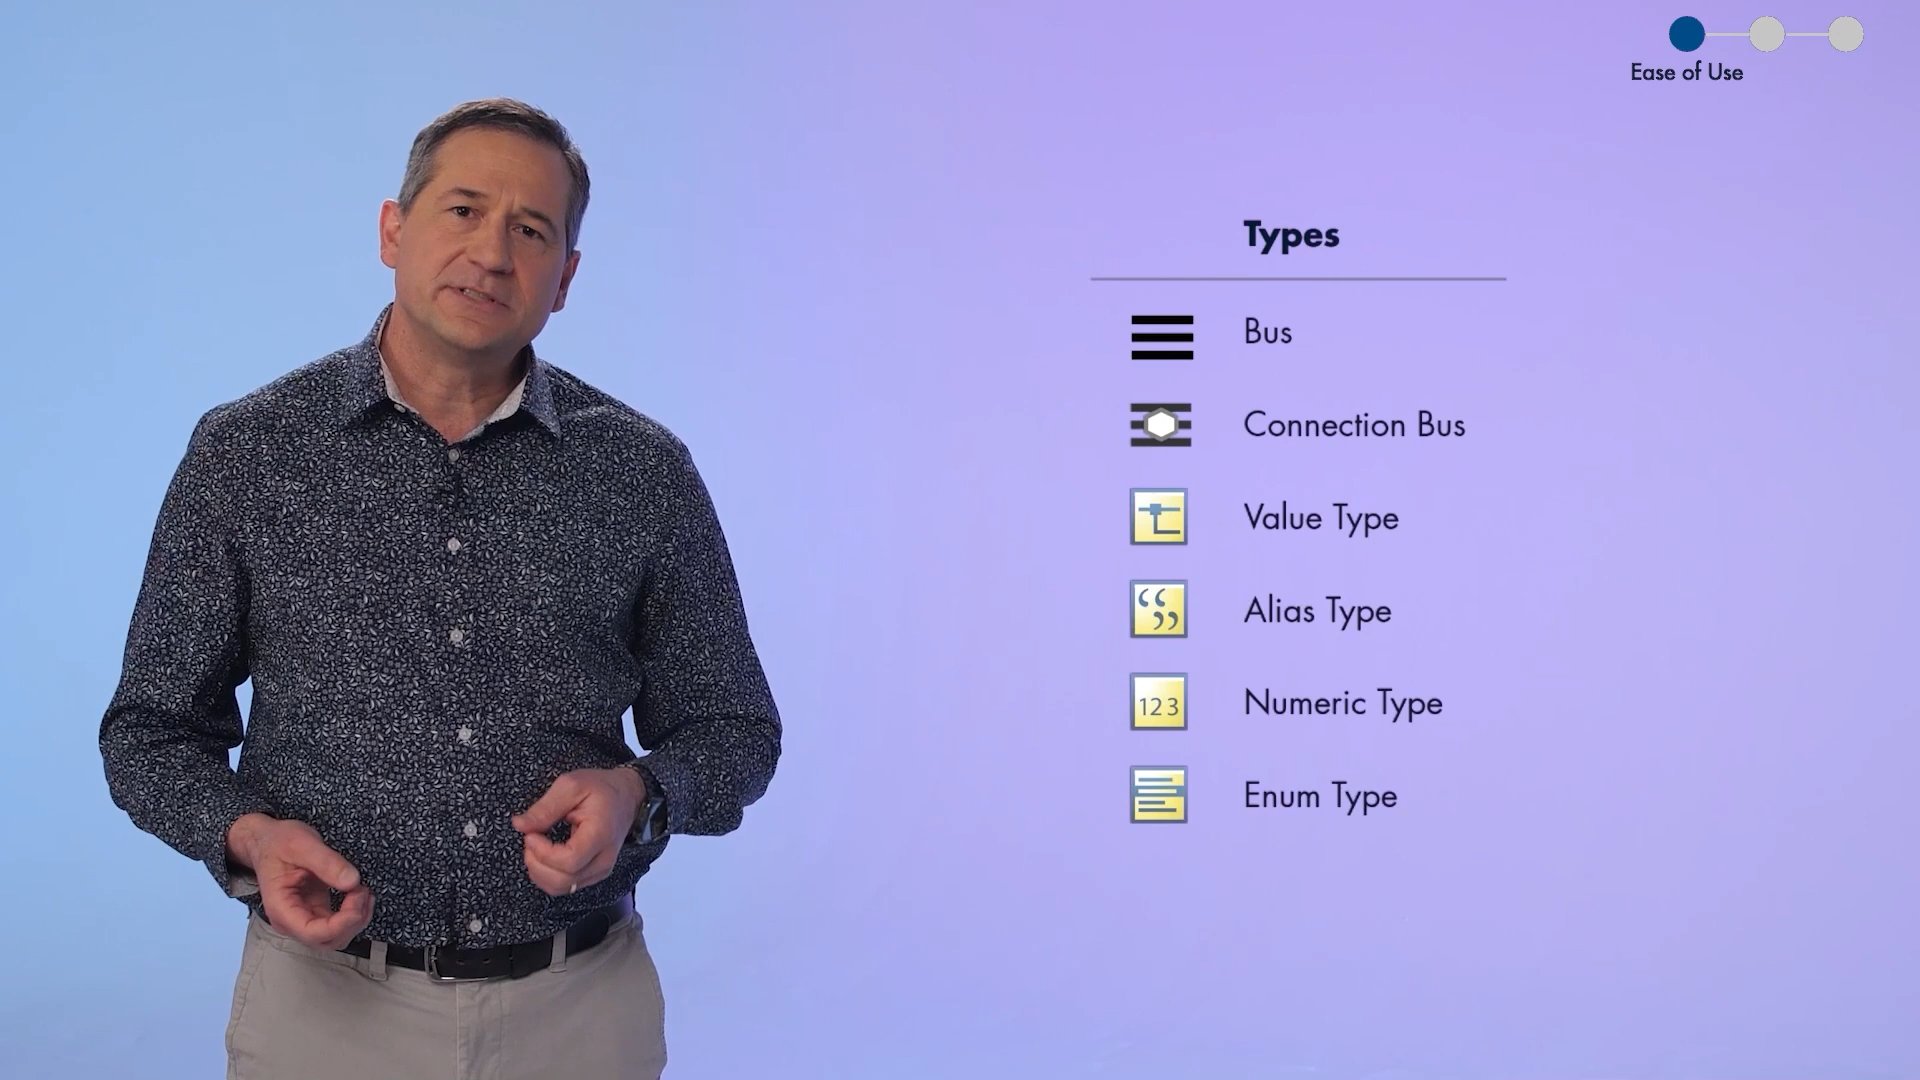 Ease of Use
Types
Bus
Connection Bus
Value Type
Alias Type
123
Numeric Type
Enum Type